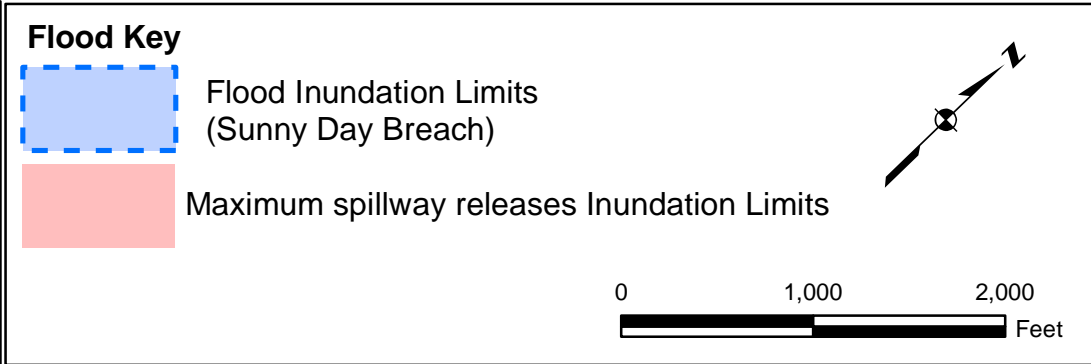 Flood Key
N
Flood Inundation Limits
(Sunny Day Breach)
Maximum spillway releases Inundation Limits
0 1,000 2,000
Feet